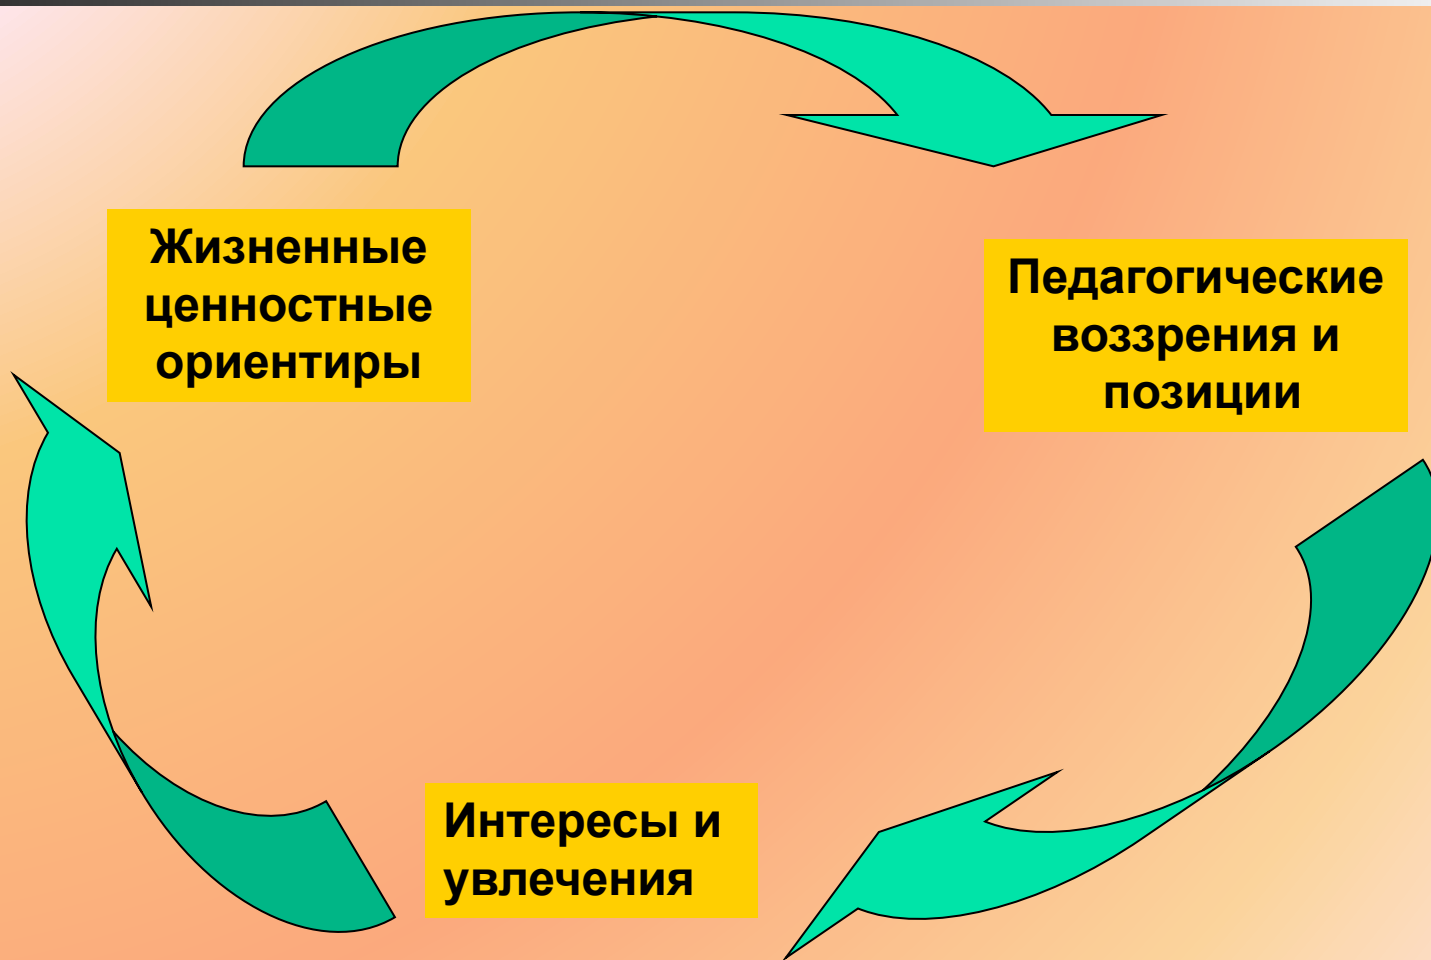 Жизненные
ценностные
ориентиры
Педагогические
воззрения и
позиции
Интересы и
увлечения